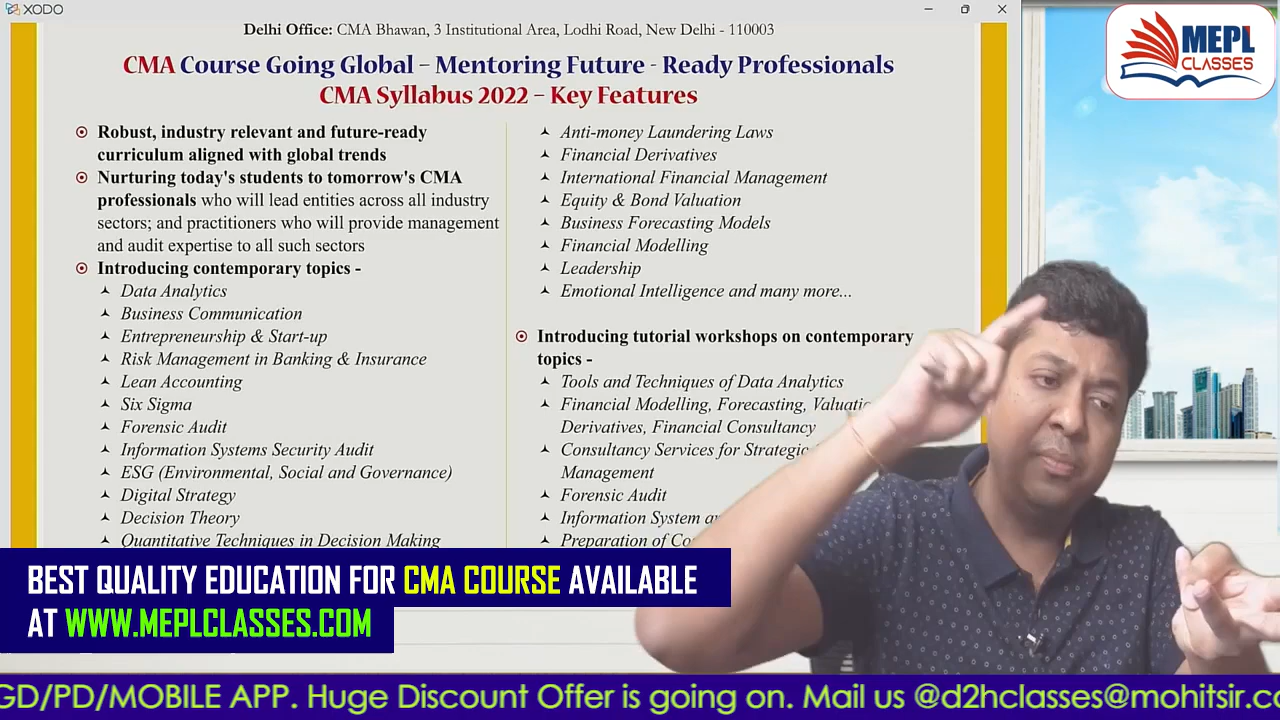 XODO
Delhi Office: CMA Bhawan, 3 Institutional Area, Lodhi Road, New Delhi - 110003
CMA Course Going Global – Mentoring Future - Ready Professionals
CMA Syllabus 2022 – Key Features
Robust, industry relevant and future-ready
curriculum aligned with global trends
Nurturing today's students to tomorrow's CMA
professionals who will lead entities across all industry
sectors; and practitioners who will provide management
and audit expertise to all such sectors
Introducing contemporary topics -
Data Analytics
Business Communication
Entrepreneurship & Start-up
Risk Management in Banking & Insurance
Lean Accounting
Six Sigma
Forensic Audit
Information Systems Security Audit
ESG (Environmental, Social and Governance)
Digital Strategy
Decision Theory
Quantitative Techniques in Decision Making
Anti-money Laundering Laws
Financial Derivatives
International Financial Management
Equity & Bond Valuation
Business Forecasting Models
Financial Modelling
Leadership
Emotional Intelligence and many more...
Introducing tutorial workshops on contemporary
topics -
Tools and Techniques of Data Analytics
Financial Modelling, Forecasting,
Derivatives, Financial Consultancy
Consultancy Services for Strategic
Management
Forensic Audit
Information System
Preparation of
MEPL
CLASSES
BEST QUALITY EDUCATION FOR CMA COURSE AVAILABLE
AT WWW.MEPLCLASSES.COM
GD/PD/MOBILE APP. Huge Discount Offer is going on. Mail us @d2hclasses@mohitsir.c